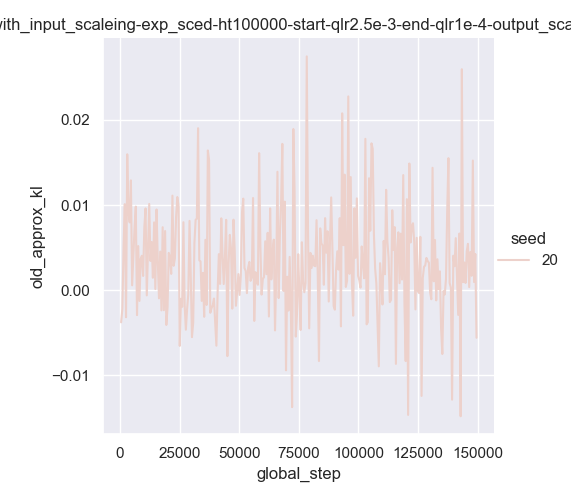 with_input_scaleing-exp_sced-ht100000-start-qlr2.5e-3-end-qlr1e-4-output_sca
old_approx_kl
0.02
0.01
0.00
−0.01
0 25000 50000 75000 100000 125000 150000
global_step
seed
20